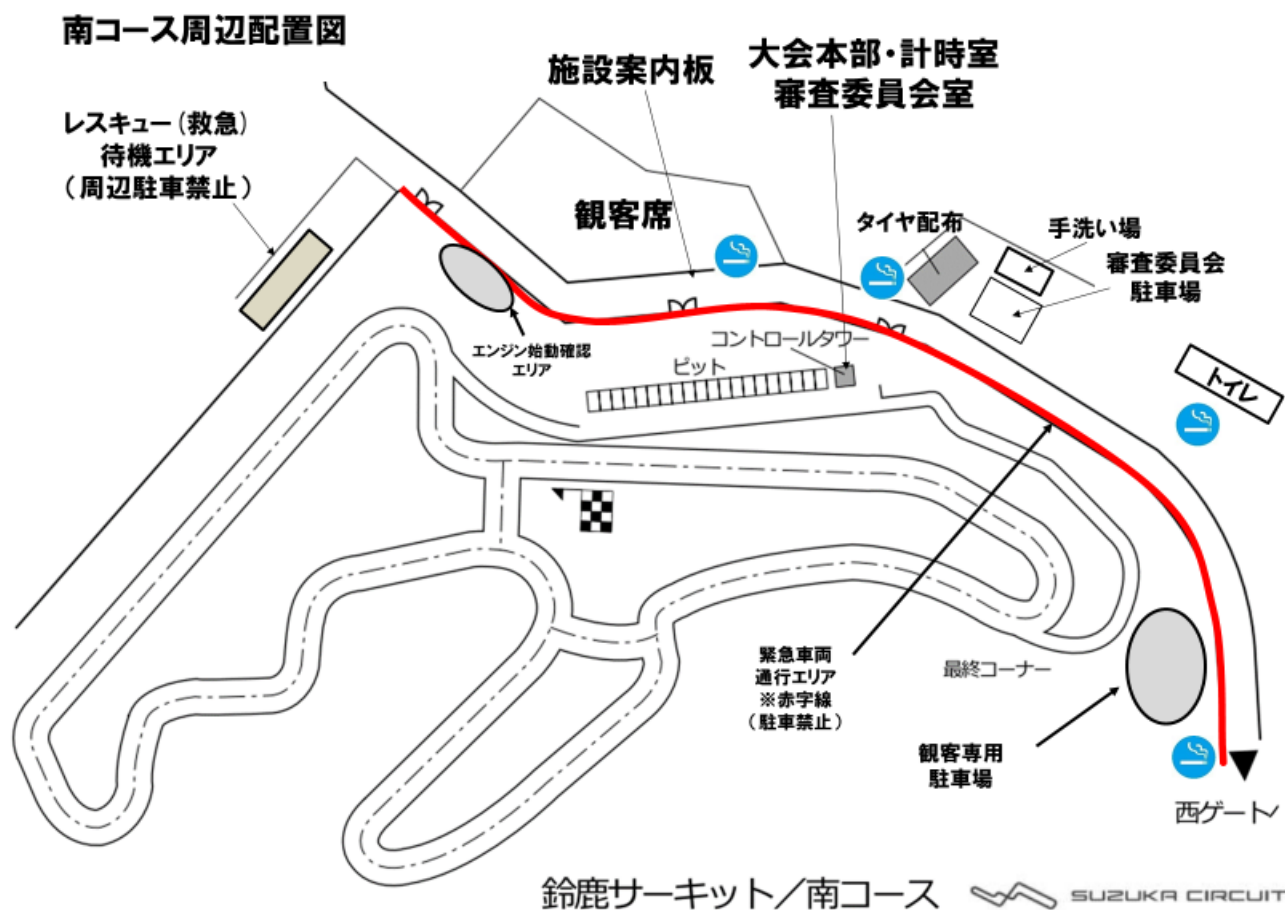 南コース周辺配置図
施設案内板
大会本部・計時室
審査委員会室
レスキュー(救急)
待機エリア
(周辺駐車禁止)
観客席
タイヤ配布
手洗い場
審査委員会
駐車場
エンジン始動確認
エリア
コントロールタワー
ピット
トイレ
緊急車両
通行エリア
※赤字線
(駐車禁止)
最終コーナー
観客専用
駐車場
西ゲートへ
鈴鹿サーキット/南コース
SUZUKA CIRCUIT